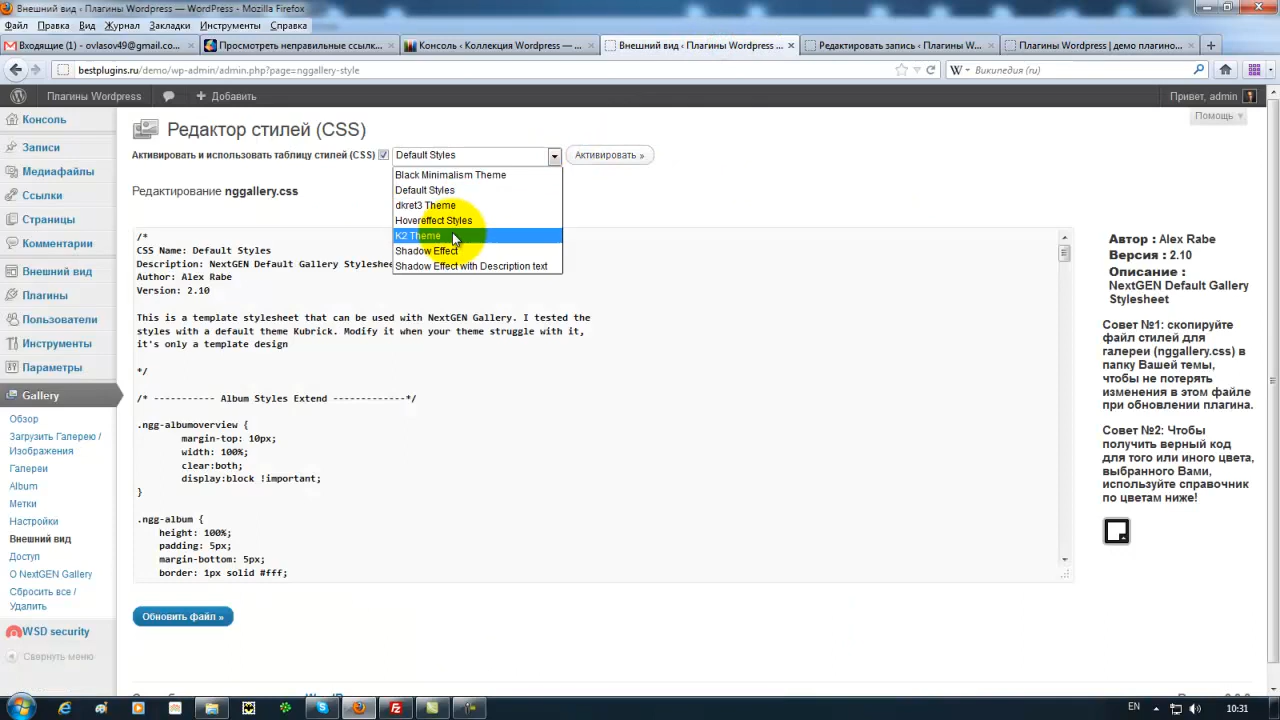 Внешний вид ‹ Плагины Wordpress — WordPress - Mozilla Firefox
Файл Правка Вид Журнал Закладки Инструменты Справка
Входящие (1) - ovlasov49@gmail.co...
Просмотреть неправильные ссылк...
Консоль ‹ Коллекция Wordpress — ...
Внешний вид ‹ Плагины Wordpress ...
Редактировать запись ‹ Плагины W...
Плагины Wordpress | демо плагино...
bestplugins.ru/demo/wp-admin/admin.php?page=nggallery-style
Википедия (ru)
Плагины Wordpress
Добавить
Привет, admin
Помощь
Консоль
Записи
Медиафайлы
Ссылки
Страницы
Комментарии
Внешний вид
Плагины
Пользователи
Инструменты
Параметры
Gallery
Обзор
Загрузить Галерею /
Изображения
Галереи
Album
Метки
Настройки
Внешний вид
Доступ
О NextGEN Gallery
Сбросить все /
Удалить
WSD security
Свернуть меню
Редактор стилей (CSS)
Активировать и использовать таблицу стилей (CSS)
Default Styles
Активировать »
Black Minimalism Theme
Default Styles
dkret3 Theme
Hovereffect Styles
K2 Theme
Shadow Effect
Shadow Effect with Description text
Редактирование nggallery.css
/*
CSS Name: Default Styles
Description: NextGEN Default Gallery Styleshee
Author: Alex Rabe
Version: 2.10
This is a template stylesheet that can be used with NextGEN Gallery. I tested the
styles with a default theme Kubrick. Modify it when your theme struggle with it,
it's only a template design
*/
/* ----------- Album Styles Extend -------------*/
.ngg-albumoverview {
margin-top: 10px;
width: 100%;
clear:both;
display:block !important;
}
.ngg-album {
height: 100%;
padding: 5px;
margin-bottom: 5px;
border: 1px solid #fff;
Обновить файл »
Автор : Alex Rabe
Версия : 2.10
Описание :
NextGEN Default Gallery
Stylesheet
Совет №1: скопируйте
файл стилей для
галереи (nggallery.css) в
папку Вашей темы,
чтобы не потерять
изменения в этом файле
при обновлении плагина.
Совет №2: Чтобы
получить верный код
для того или иного цвета,
выбранного Вами,
используйте справочник
по цветам ниже!
EN
10:31